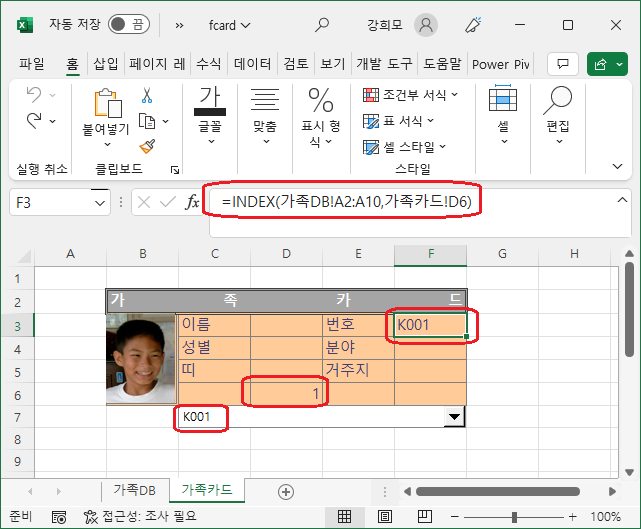 자동 저장 끔 » fcard 강희모
파일 홈 삽입 페이지 레 수식 데이터 검토 보기 개발 도구 도움말 Power Piv
붙여넣기 가 글꼴 맞춤 % 표시 형식 조건부 서식 표 서식 셀 스타일 셀 편집
실행 취소 클립보드 스타일
F3 fx =INDEX(가족DB!A2:A10,가족카드!D6)
A B C D E F G H
1
2 가 족 카 드
3 이름 번호 K001
4 성별 분야
5 띠 거주지
6 1
7 K001
8
9
가족DB 가족카드
준비 접근성: 조사 필요 100%